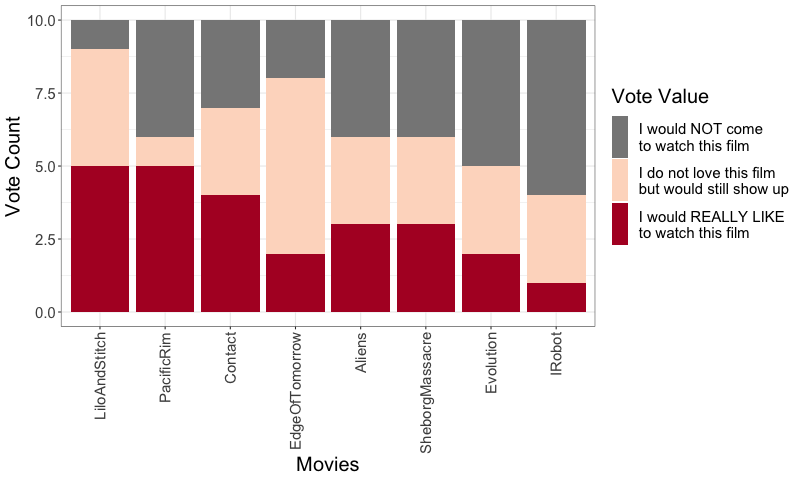 Vote Count
10.0
7.5
5.0
2.5
0.0
LiloAndStitch
PacificRim
Contact
EdgeOfTomorrow
Aliens
SheborgMassacre
Evolution
IRobot
Movies
Vote Value
I would NOT come
to watch this film
I do not love this film
but would still show up
I would REALLY LIKE
to watch this film